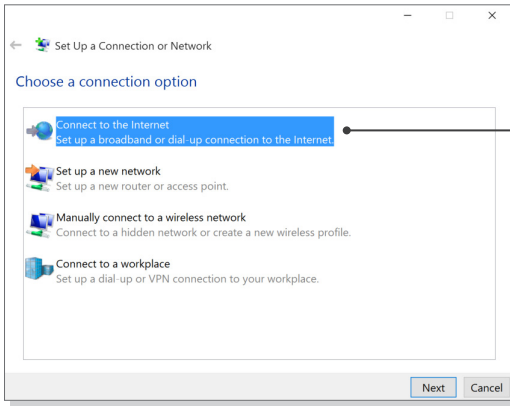 Set Up a Connection or Network
Choose a connection option
Connect to the Internet
Set up a broadband or dial-up connection to the Internet.
Set up a new network
Set up a new router or access point.
Manually connect to a wireless network
Connect to a hidden network or create a new wireless profile.
Connect to a workplace
Set up a dial-up or VPN connection to your workplace.
Next Cancel